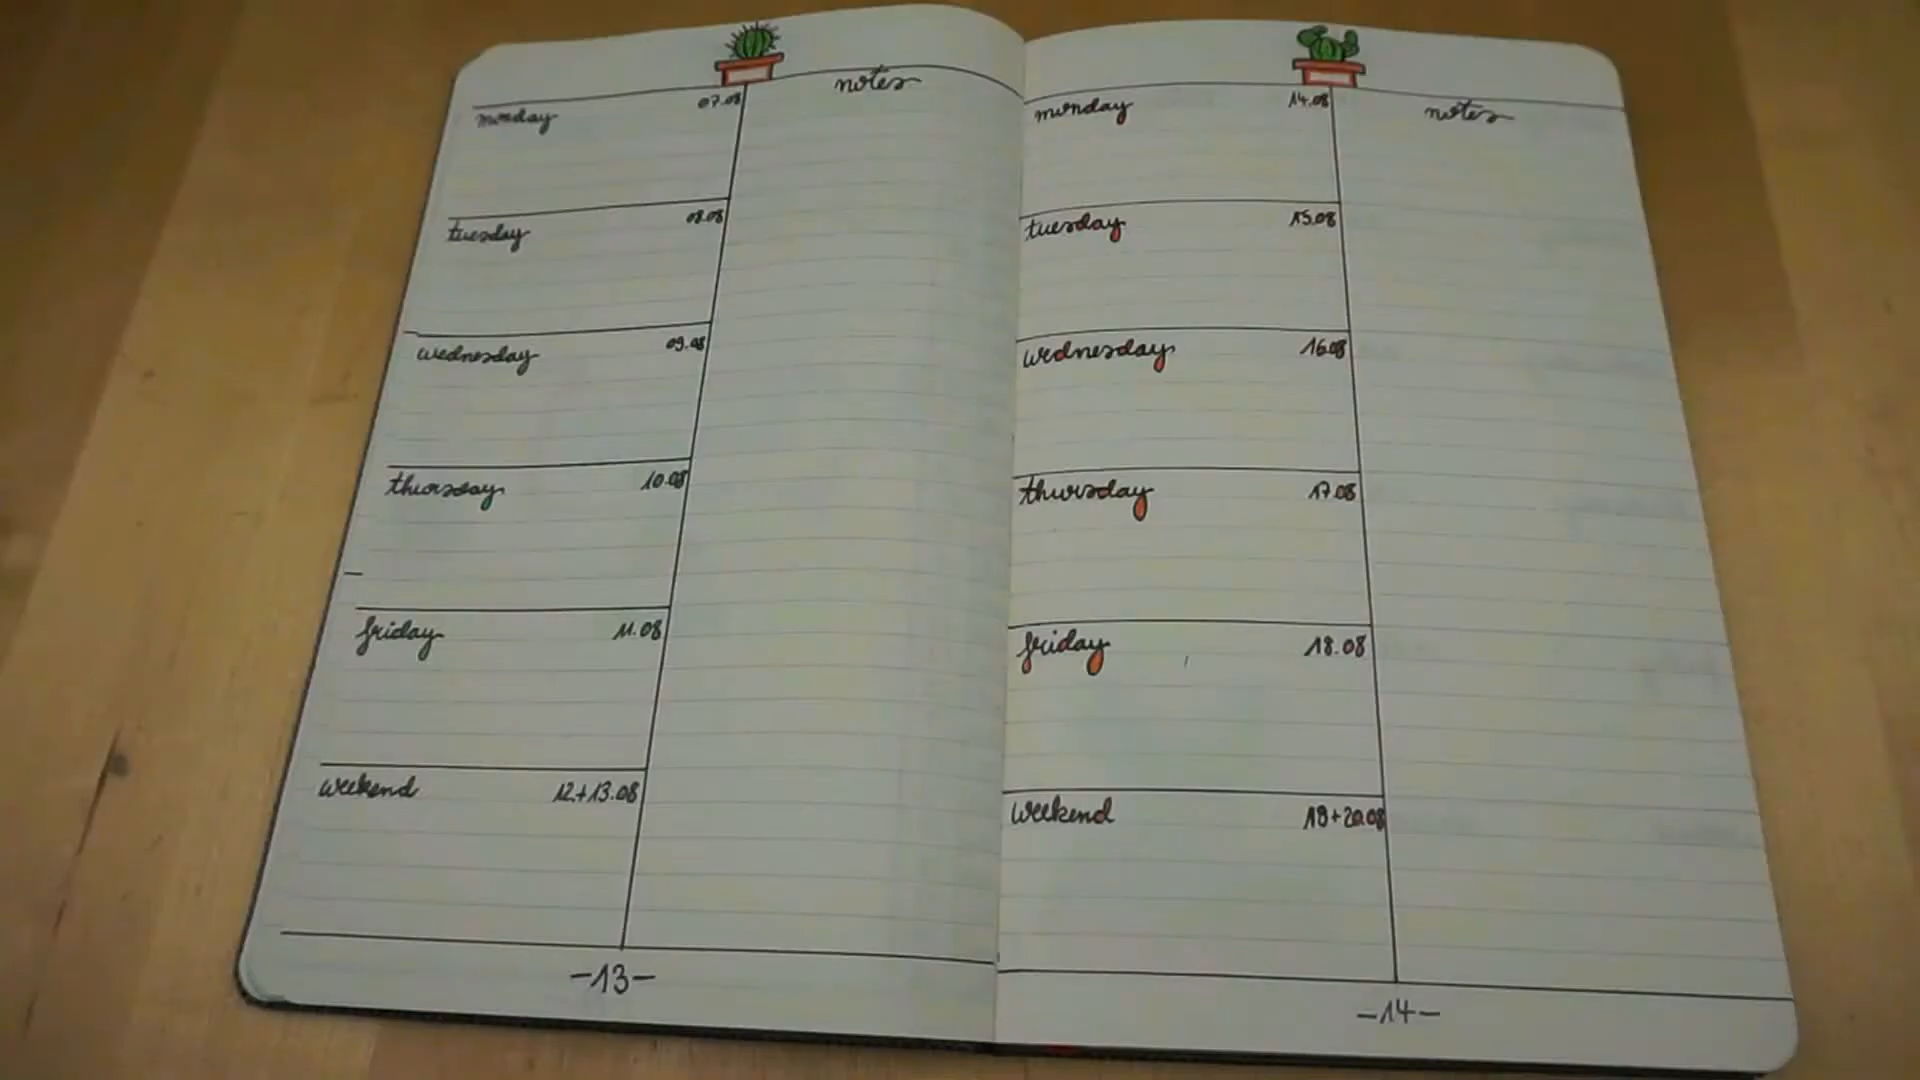 monday 07.08
notes
tuesday 08.08
wednesday 09.08
thursday 10.08
friday 11.08
weekend 12.+13.08
-13-
monday 14.08
notes
tuesday 15.08
wednesday 16.08
thursday 17.08
friday 18.08
weekend 19+20.08
-14-